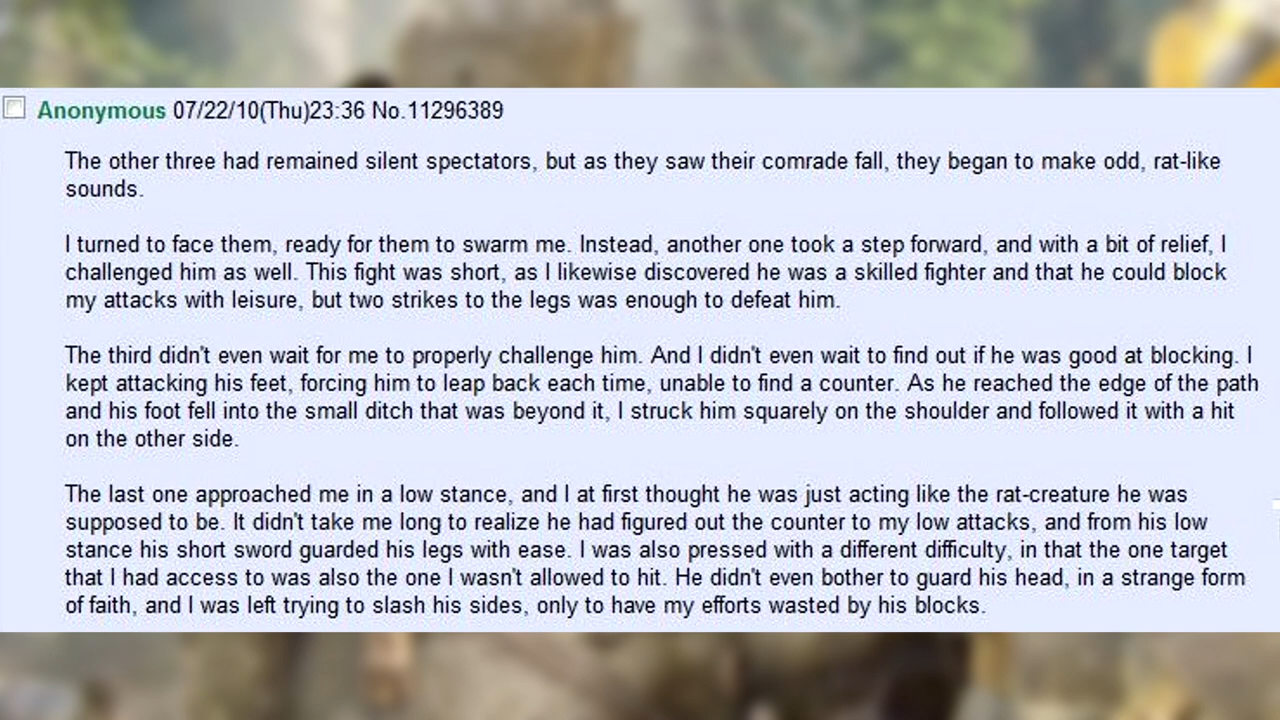 Anonymous 07/22/10(Thu)23:36 No.11296389
The other three had remained silent spectators, but as they saw their comrade fall, they began to make odd, rat-like
sounds.
I turned to face them, ready for them to swarm me. Instead, another one took a step forward, and with a bit of relief, I
challenged him as well. This fight was short, as I likewise discovered he was a skilled fighter and that he could block
my attacks with leisure, but two strikes to the legs was enough to defeat him.
The third didn't even wait for me to properly challenge him. And I didn't even wait to find out if he was good at blocking. I
kept attacking his feet, forcing him to leap back each time, unable to find a counter. As he reached the edge of the path
and his foot fell into the small ditch that was beyond it, I struck him squarely on the shoulder and followed it with a hit
on the other side.
The last one approached me in a low stance, and I at first thought he was just acting like the rat-creature he was
supposed to be. It didn't take me long to realize he had figured out the counter to my low attacks, and from his low
stance his short sword guarded his legs with ease. I was also pressed with a different difficulty, in that the one target
that I had access to was also the one I wasn't allowed to hit. He didn't even bother to guard his head, in a strange form
of faith, and I was left trying to slash his sides, only to have my efforts wasted by his blocks.